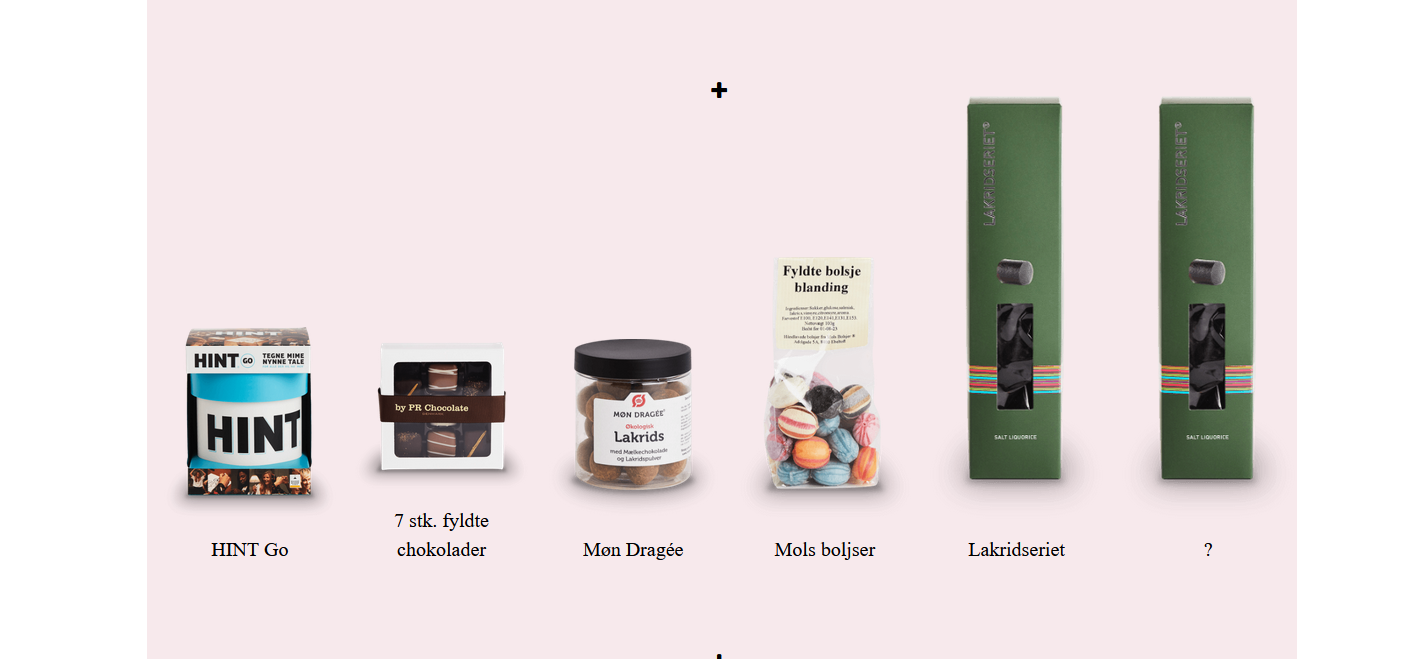 +
LAKRIDSERIET®
LAKRIDSERIET®
Fyldte bolsje
blanding
HINT
HINT GO
TEGNE MIME
NYNNE TALE
HINT
by PR Chocolate
MØN DRAGÉE®
Økologisk
Lakrids
med Mælkechokolade
og Lakridspulver
SALT LIQUORICE
SALT LIQUORICE
7 stk. fyldte
chokolader
HINT Go
Møn Dragée
Mols boljser
Lakridseriet
?